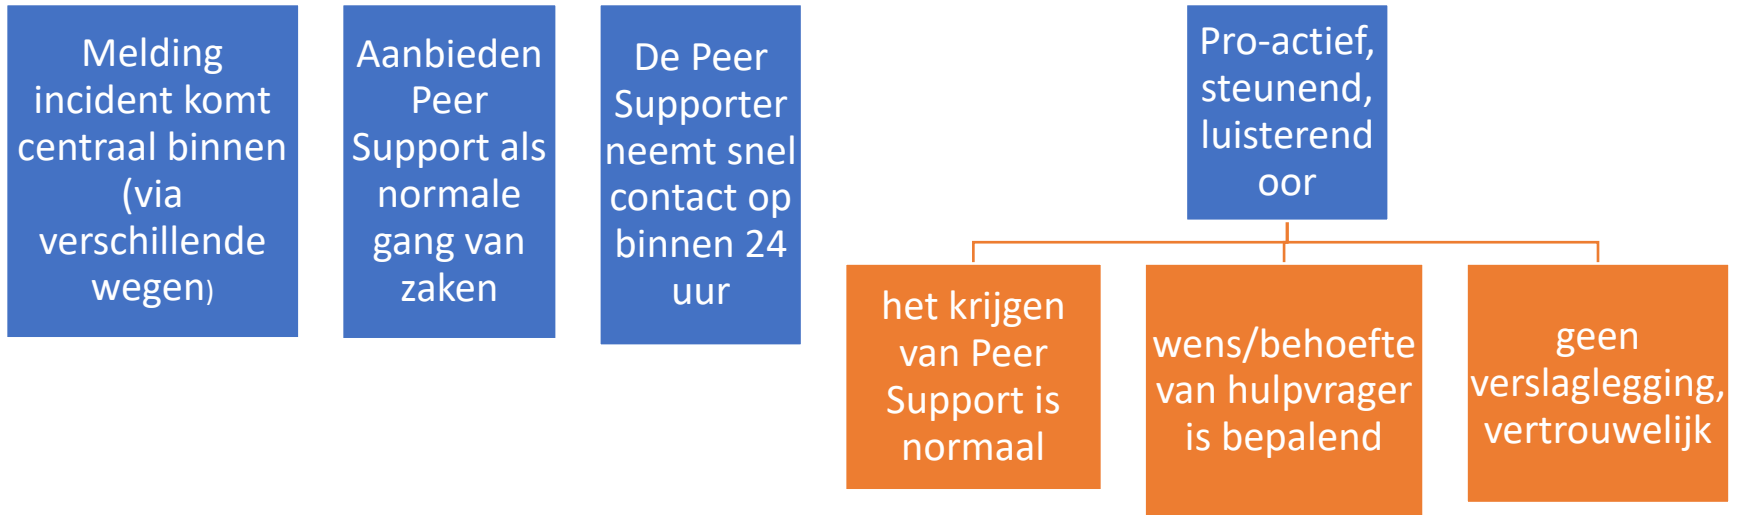 Melding
incident komt
centraal binnen
(via
verschillende
wegen)
Aanbieden
Peer
Support als
normale
gang van
zaken
De Peer
Supporter
neemt snel
contact op
binnen 24
uur
Pro-actief,
steunend,
luisterend
oor
het krijgen
van Peer
Support is
normaal
wens/behoefte
van hulpvrager
is bepalend
geen
verslaglegging,
vertrouwelijk